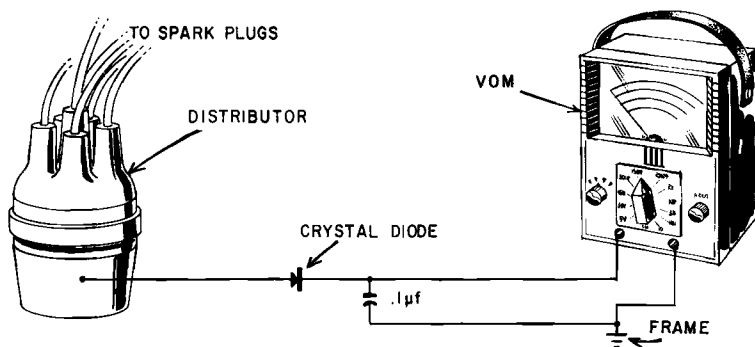 TO SPARK PLUGS
VOM
DISTRIBUTOR
CRYSTAL DIODE
.1μf
FRAME